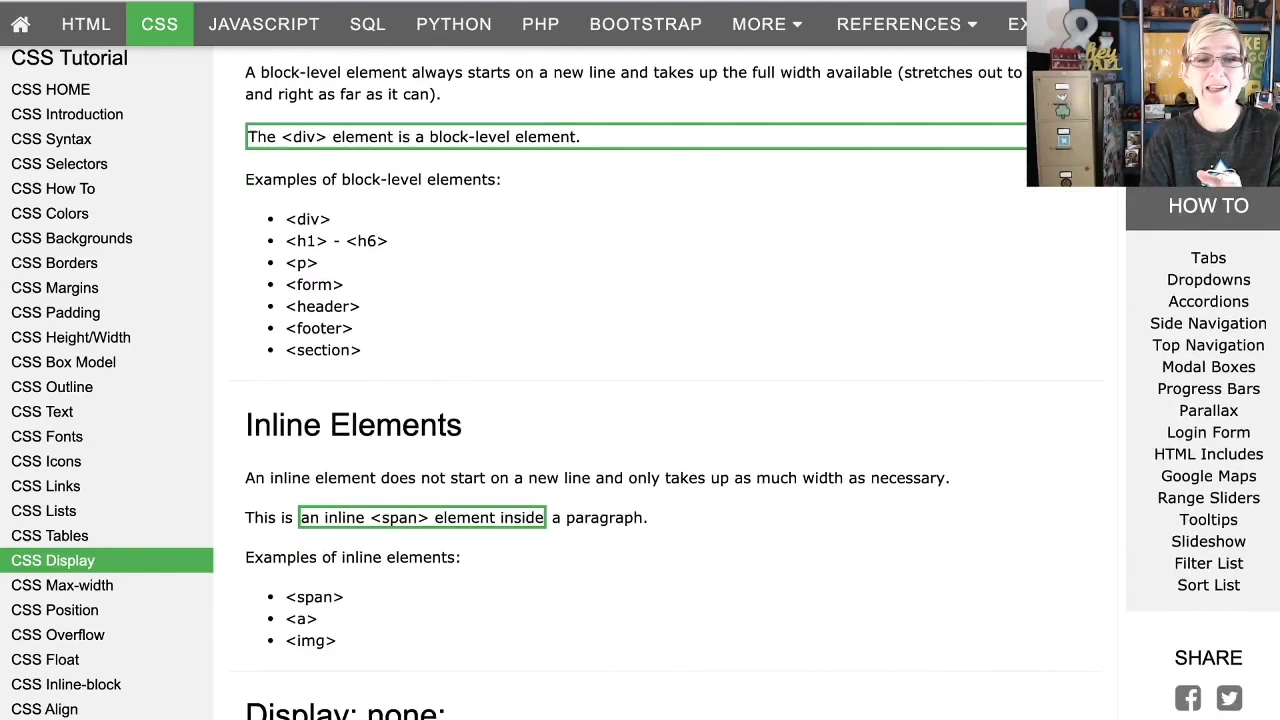 HTML CSS JAVASCRIPT SQL PYTHON PHP BOOTSTRAP MORE REFERENCES EX
CSS Tutorial
CSS HOME
CSS Introduction
CSS Syntax
CSS Selectors
CSS How To
CSS Colors
CSS Backgrounds
CSS Borders
CSS Margins
CSS Padding
CSS Height/Width
CSS Box Model
CSS Outline
CSS Text
CSS Fonts
CSS Icons
CSS Links
CSS Lists
CSS Tables
CSS Display
CSS Max-width
CSS Position
CSS Overflow
CSS Float
CSS Inline-block
CSS Align
A block-level element always starts on a new line and takes up the full width available (stretches out to
and right as far as it can).
The <div> element is a block-level element.
Examples of block-level elements:
• <div>
• <h1> - <h6>
• <p>
• <form>
• <header>
• <footer>
• <section>
Inline Elements
An inline element does not start on a new line and only takes up as much width as necessary.
This is an inline <span> element inside a paragraph.
Examples of inline elements:
• <span>
• <a>
• <img>
Display: none;
hey
Y'ALL
HOW TO
Tabs
Dropdowns
Accordions
Side Navigation
Top Navigation
Modal Boxes
Progress Bars
Parallax
Login Form
HTML Includes
Google Maps
Range Sliders
Tooltips
Slideshow
Filter List
Sort List
SHARE